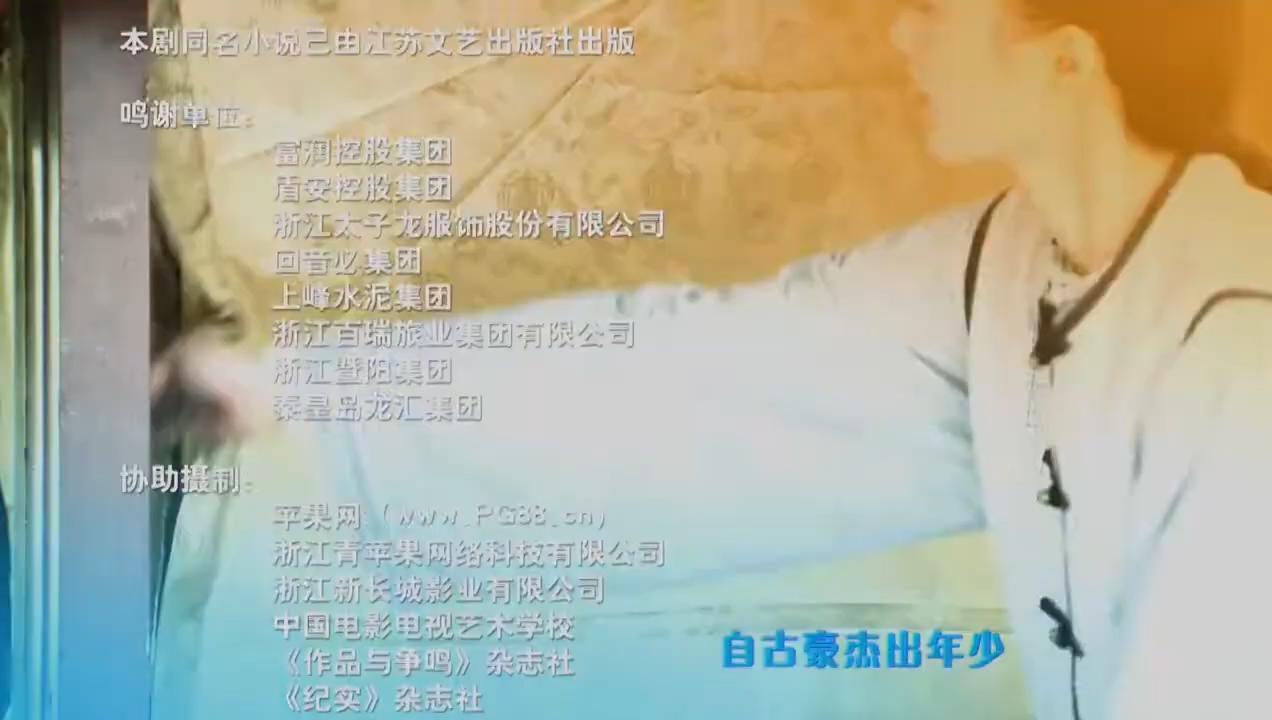 本剧同名小说已由江苏文艺出版社出版
鸣谢单位:
富润控股集团
盾安控股集团
浙江太子龙服饰股份有限公司
回音必集团
上峰水泥集团
浙江百瑞旅业集团有限公司
浙江暨阳集团
秦皇岛龙汇集团
协助摄制:
苹果网（www.PG38.cn）
浙江青苹果网络科技有限公司
浙江新长城影业有限公司
中国电影电视艺术学校
《作品与争鸣》杂志社
《纪实》杂志社
自古豪杰出年少